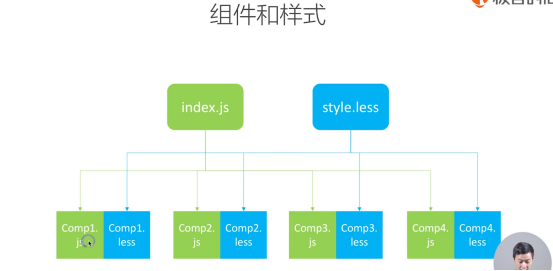 组件和样式
index.js
style.less
Comp1.
js
Comp1.
less
Comp2.
js
Comp2.
less
Comp3.
js
Comp3.
less
Comp4.
js
Comp4.
less